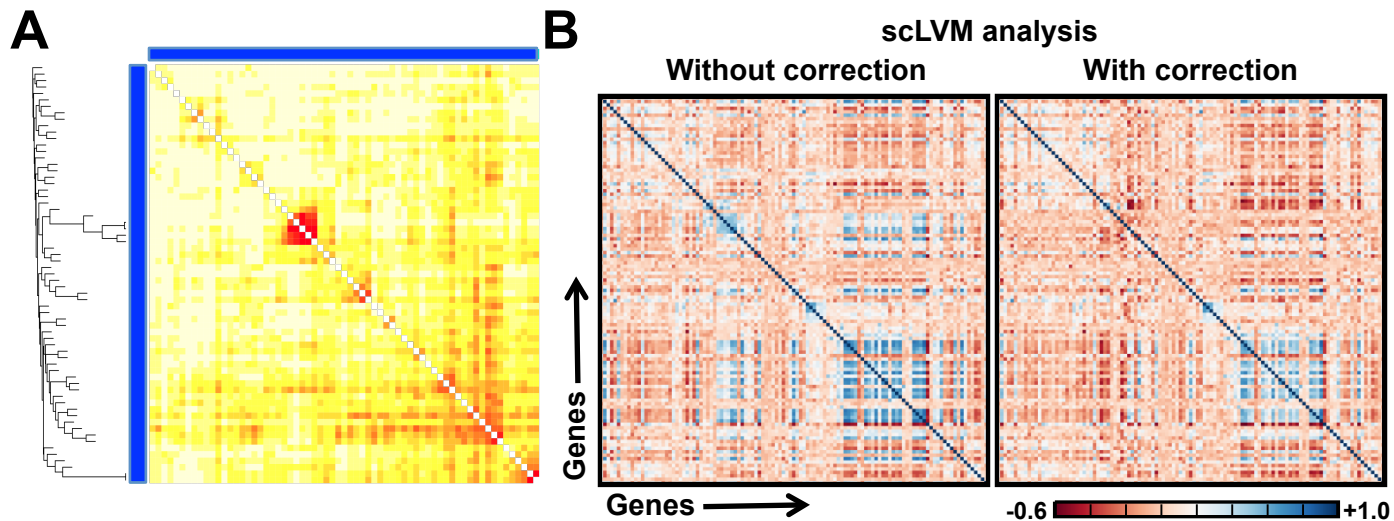 A
B
scLVM analysis
Without correction
With correction
Genes
Genes
-0.6
+1.0